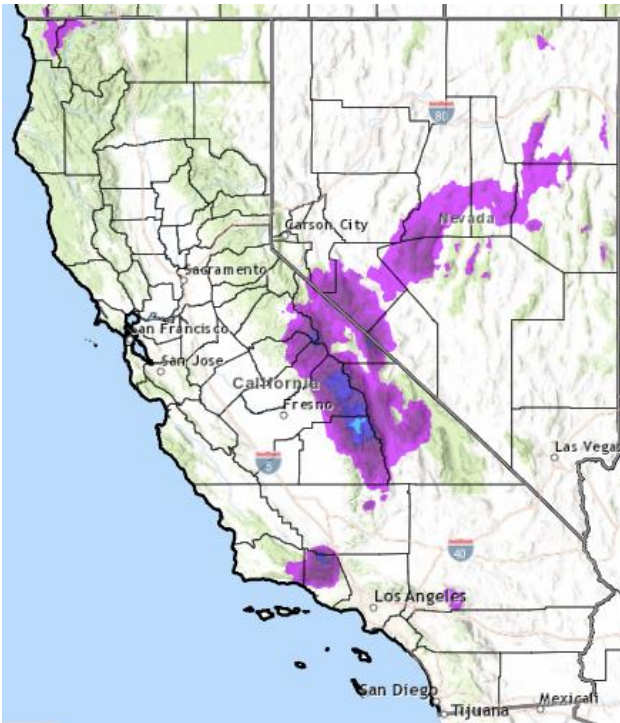 80
Nevada
Carson City
Sacramento
San Francisco
San Jose
California
Fresno
5
Las Vega
40
Los Angeles
San Diego
Tijuana
Mexicali